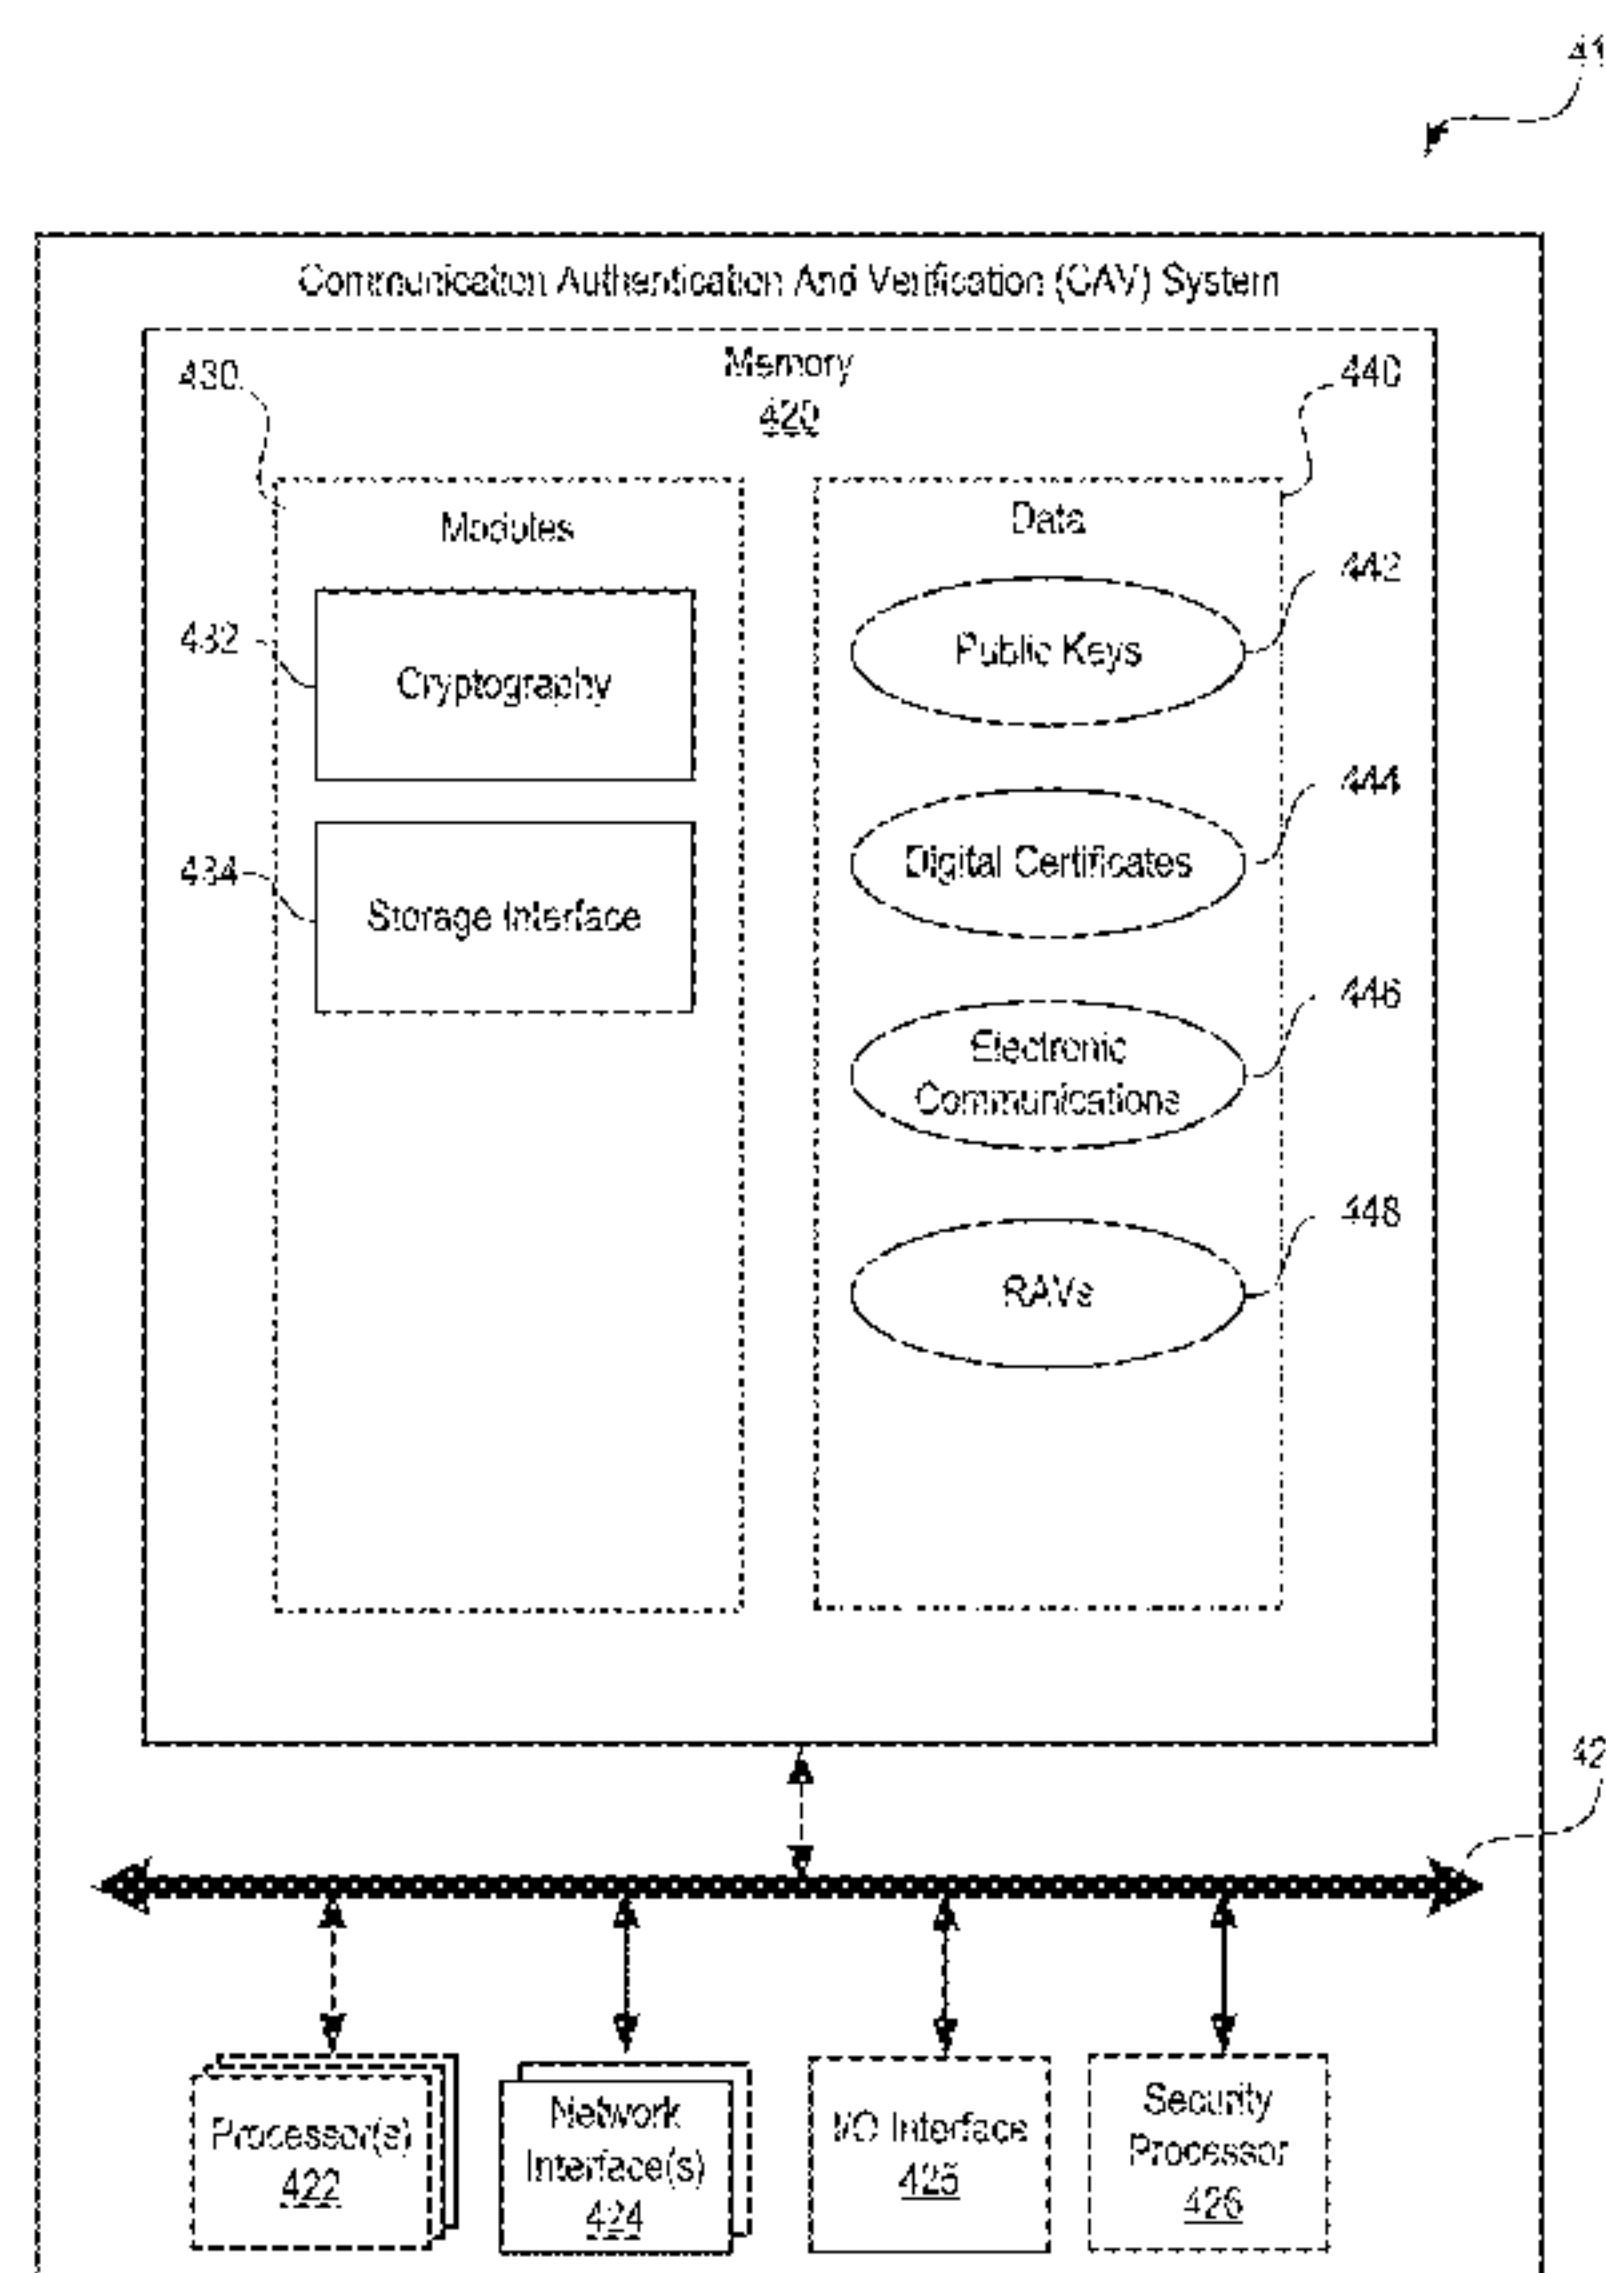 Communication Authentication And Verification (CAV) System
Memory
420
430
440
Modules
Data
432
Cryptography
434
Storage Interface
Public Keys
442
Digital Certificates
444
Electronic
Communications
446
RAVs
448
Processor(s)
422
Network
Interface(s)
424
I/O Interface
425
Security
Processor
426